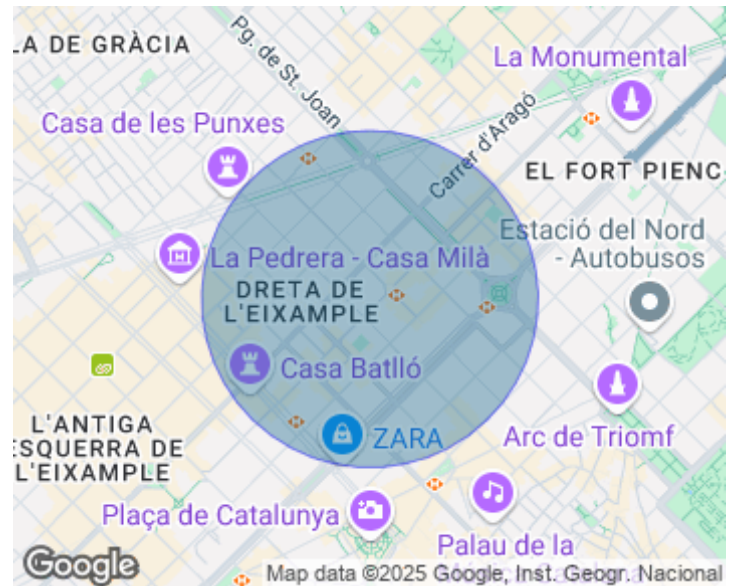 LA DE GRÀCIA
Pg. de St. Joan
La Monumental
Casa de les Punxes
Carrer d'Aragó
EL FORT PIENC
Estació del Nord
- Autobusos
La Pedrera - Casa Milà
DRETA DE
L'EIXAMPLE
Casa Batlló
L'ANTIGA
ESQUERRA DE
L'EIXAMPLE
ZARA
Arc de Triomf
Plaça de Catalunya
Palau de la
Google
Map data ©2025 Google, Inst. Geogr. Nacional